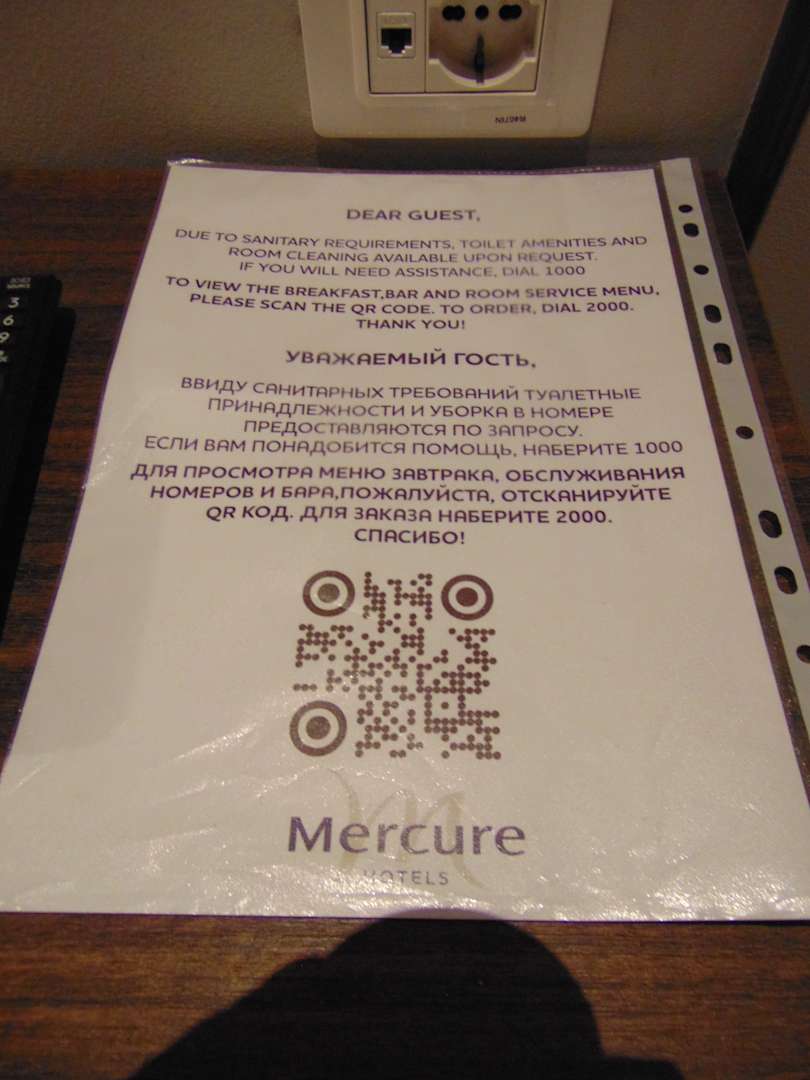 DEAR GUEST,
DUE TO SANITARY REQUIREMENTS, TOILET AMENITIES AND
ROOM CLEANING AVAILABLE UPON REQUEST.
IF YOU WILL NEED ASSISTANCE, DIAL 1000
TO VIEW THE BREAKFAST,BAR AND ROOM SERVICE MENU,
PLEASE SCAN THE QR CODE. TO ORDER, DIAL 2000.
THANK YOU!
УВАЖАЕМЫЙ ГОСТЬ,
ВВИДУ САНИТАРНЫХ ТРЕБОВАНИЙ ТУАЛЕТНЫЕ
ПРИНАДЛЕЖНОСТИ И УБОРКА В НОМЕРЕ
ПРЕДОСТАВЛЯЮТСЯ ПО ЗАПРОСУ.
ЕСЛИ ВАМ ПОНАДОБИТСЯ ПОМОЩЬ, НАБЕРИТЕ 1000
ДЛЯ ПРОСМОТРА МЕНЮ ЗАВТРАКА, ОБСЛУЖИВАНИЯ
НОМЕРОВ И БАРА,ПОЖАЛУЙСТА, ОТСКАНИРУЙТЕ
QR КОД. ДЛЯ ЗАКАЗА НАБЕРИТЕ 2000.
СПАСИБО!
Mercure
HOTELS
3
6
9